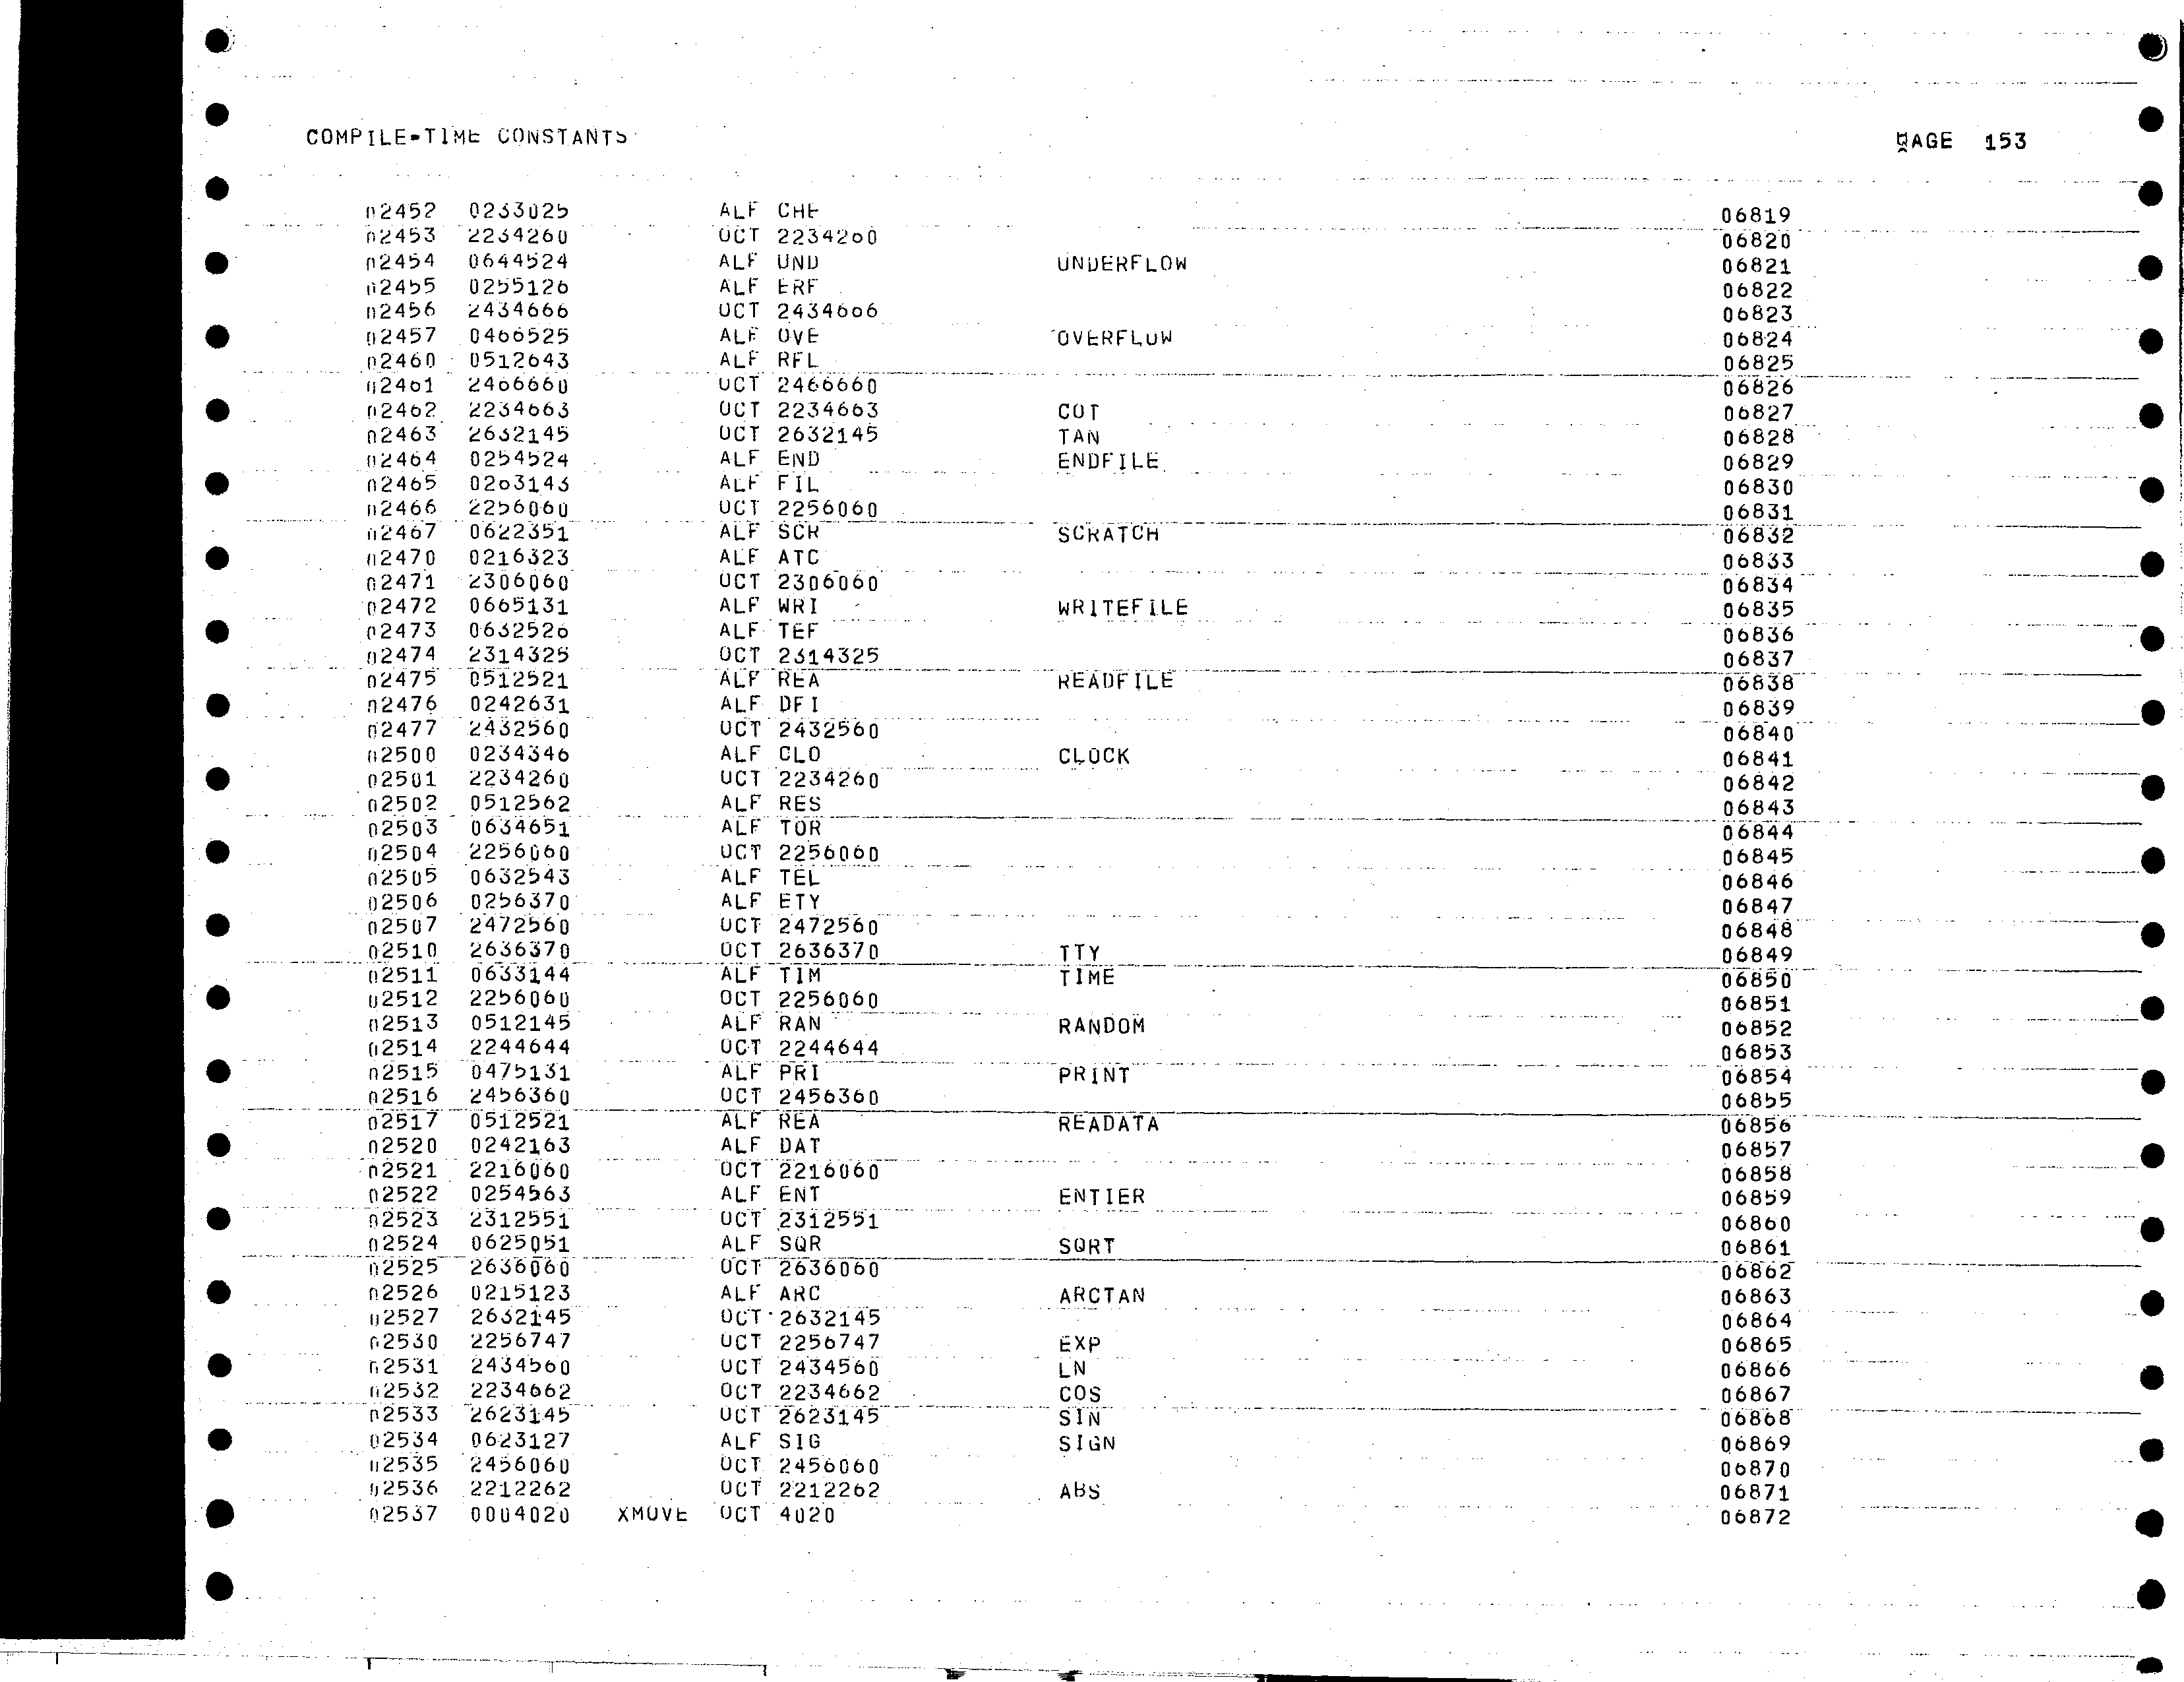 COMPILE-TIME CONSTANTS PAGE 153
02452 0233025 ALF CHE 06819
02453 2234260 OCT 2234260 06820
02454 0644524 ALF UND UNDERFLOW 06821
02455 0255126 ALF ERF 06822
02456 2434666 OCT 2434666 06823
02457 0466525 ALF OVE OVERFLOW 06824
02460 0512643 ALF RFL 06825
02461 2466660 OCT 2466660 06826
02462 2234663 OCT 2234663 COT 06827
02463 2632145 OCT 2632145 TAN 06828
02464 0254524 ALF END ENDFILE 06829
02465 0263143 ALF FIL 06830
02466 2256060 OCT 2256060 06831
02467 0622351 ALF SCR SCRATCH 06832
02470 0216323 ALF ATC 06833
02471 2306060 OCT 2306060 06834
02472 0665131 ALF WRI WRITEFILE 06835
02473 0632526 ALF TEF 06836
02474 2314325 OCT 2314325 06837
02475 0512521 ALF REA READFILE 06838
02476 0242631 ALF DFI 06839
02477 2432560 OCT 2432560 06840
02500 0234346 ALF CLO CLOCK 06841
02501 2234260 OCT 2234260 06842
02502 0512562 ALF RES 06843
02503 0634651 ALF TOR 06844
02504 2256060 OCT 2256060 06845
02505 0632543 ALF TEL 06846
02506 0256370 ALF ETY 06847
02507 2472560 OCT 2472560 06848
02510 2636370 OCT 2636370 TTY 06849
02511 0633144 ALF TIM TIME 06850
02512 2256060 OCT 2256060 06851
02513 0512145 ALF RAN RANDOM 06852
02514 2244644 OCT 2244644 06853
02515 0475131 ALF PRI PRINT 06854
02516 2456360 OCT 2456360 06855
02517 0512521 ALF REA READATA 06856
02520 0242163 ALF DAT 06857
02521 2216060 OCT 2216060 06858
02522 0254563 ALF ENT ENTIER 06859
02523 2312551 OCT 2312551 06860
02524 0625051 ALF SQR SQRT 06861
02525 2636060 OCT 2636060 06862
02526 0215123 ALF ARC ARCTAN 06863
02527 2632145 OCT 2632145 06864
02530 2256747 OCT 2256747 EXP 06865
02531 2434560 OCT 2434560 LN 06866
02532 2234662 OCT 2234662 COS 06867
02533 2623145 OCT 2623145 SIN 06868
02534 0623127 ALF SIG SIGN 06869
02535 2456060 OCT 2456060 06870
02536 2212262 OCT 2212262 ABS 06871
02537 0004020 XMOVE OCT 4020 06872